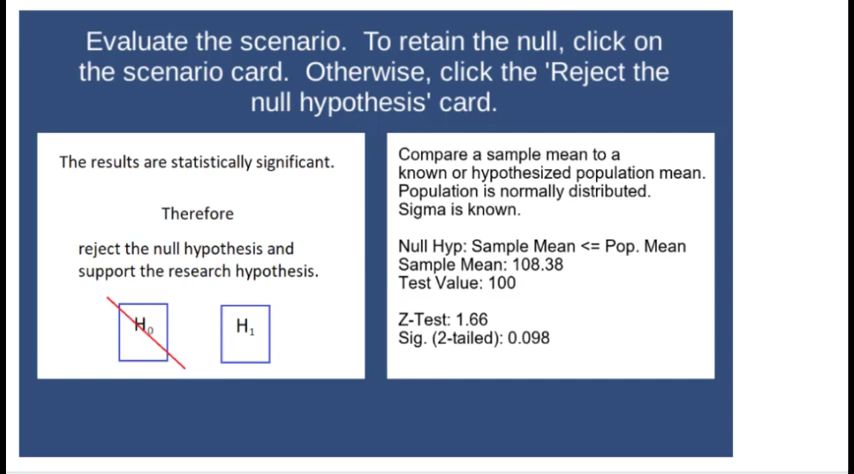 Evaluate the scenario.  To retain the null, click on
the scenario card.  Otherwise, click the 'Reject the
null hypothesis' card.
The results are statistically significant.
Therefore
reject the null hypothesis and
support the research hypothesis.
H₀
H₁
Compare a sample mean to a
known or hypothesized population mean.
Population is normally distributed.
Sigma is known.
Null Hyp: Sample Mean <= Pop. Mean
Sample Mean: 108.38
Test Value: 100
Z-Test: 1.66
Sig. (2-tailed): 0.098